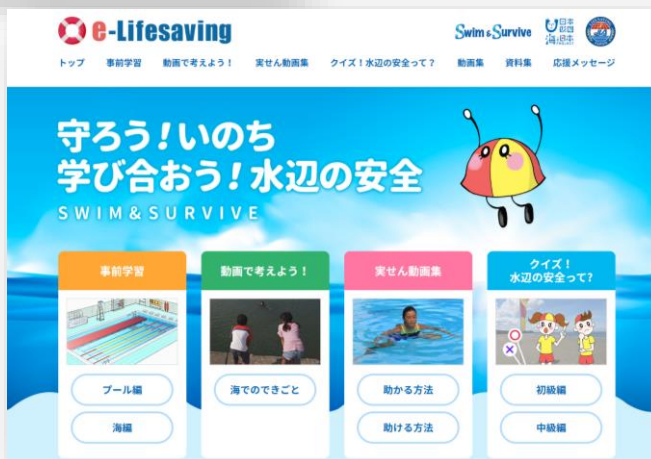 e-Lifesaving
Swim & Survive
日本
海と日本
トップ 事前学習 動画で考えよう！ 実せん動画集 クイズ！水辺の安全って？ 動画集 資料集 応援メッセージ
守ろう！いのち
学び合おう！水辺の安全
SWIM&SURVIVE
事前学習
動画で考えよう！
実せん動画集
クイズ！
水辺の安全って？
プール編
海編
海でのできごと
助かる方法
助ける方法
初級編
中級編